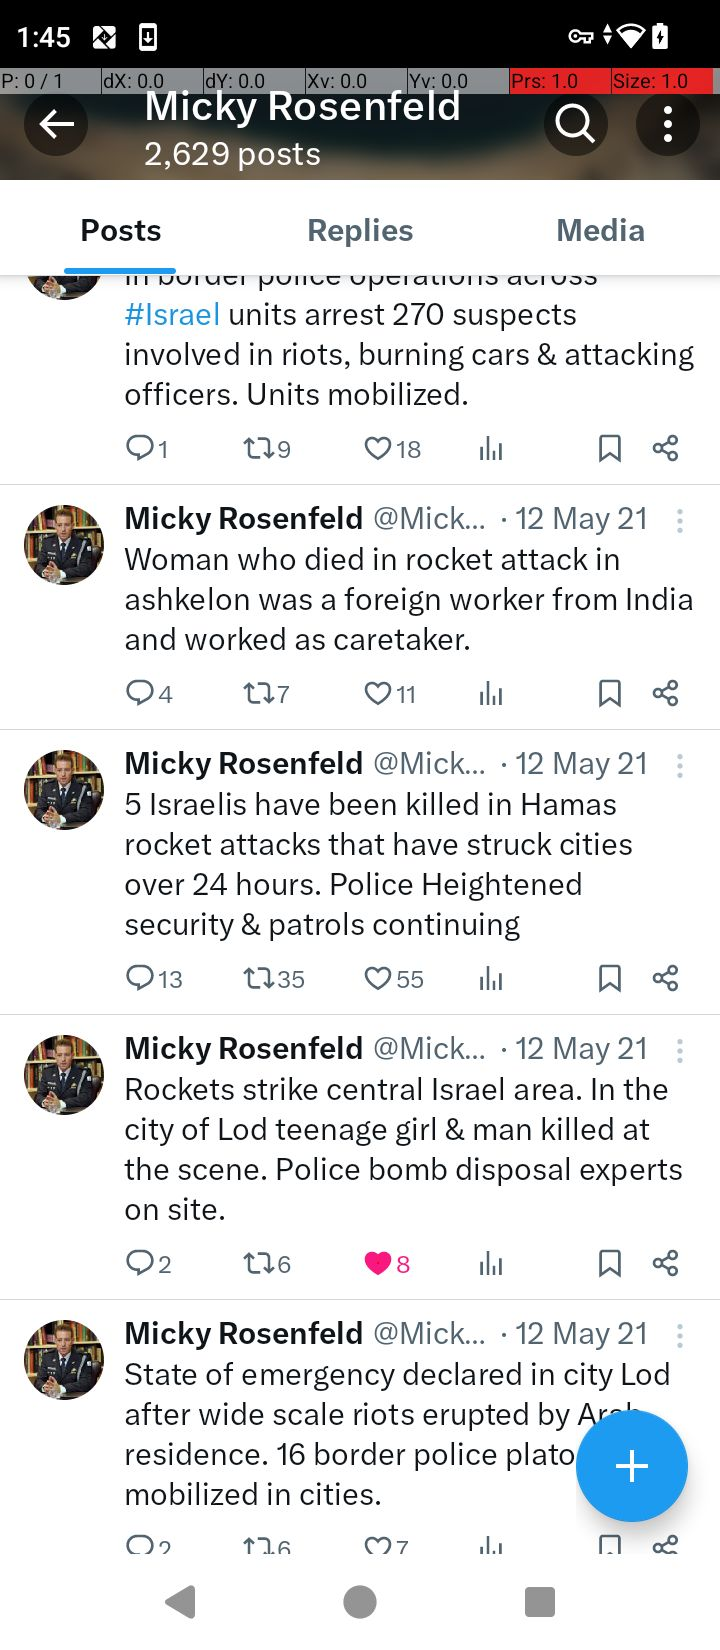 1:45
P: 0 / 1 dX: 0.0 dY: 0.0 Xv: 0.0 Yv: 0.0 Prs: 1.0 Size: 1.0
Micky Rosenfeld
2,629 posts
Posts Replies Media
in border police operations across
#Israel units arrest 270 suspects
involved in riots, burning cars & attacking
officers. Units mobilized.
1 9 18
Micky Rosenfeld @Mick... · 12 May 21
Woman who died in rocket attack in
ashkelon was a foreign worker from India
and worked as caretaker.
4 7 11
Micky Rosenfeld @Mick... · 12 May 21
5 Israelis have been killed in Hamas
rocket attacks that have struck cities
over 24 hours. Police Heightened
security & patrols continuing
13 35 55
Micky Rosenfeld @Mick... · 12 May 21
Rockets strike central Israel area. In the
city of Lod teenage girl & man killed at
the scene. Police bomb disposal experts
on site.
2 6 8
Micky Rosenfeld @Mick... · 12 May 21
State of emergency declared in city Lod
after wide scale riots erupted by Arab
residence. 16 border police plato
mobilized in cities.
2 6 7